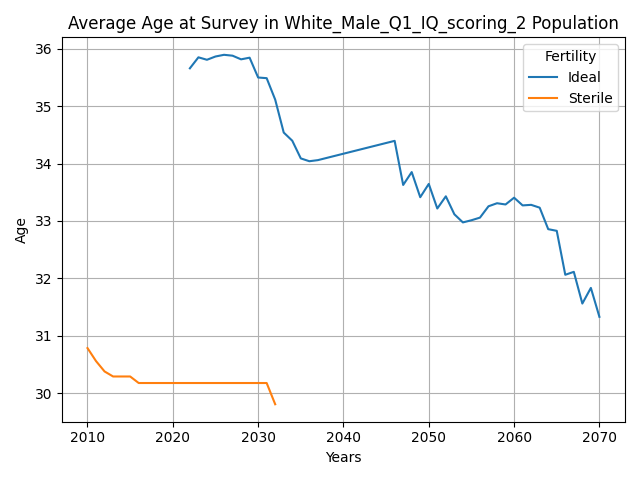 Average Age at Survey in White_Male_Q1_IQ_scoring_2 Population
Fertility
Ideal
Sterile
36
35
34
33
32
31
30
Age
2010 2020 2030 2040 2050 2060 2070
Years